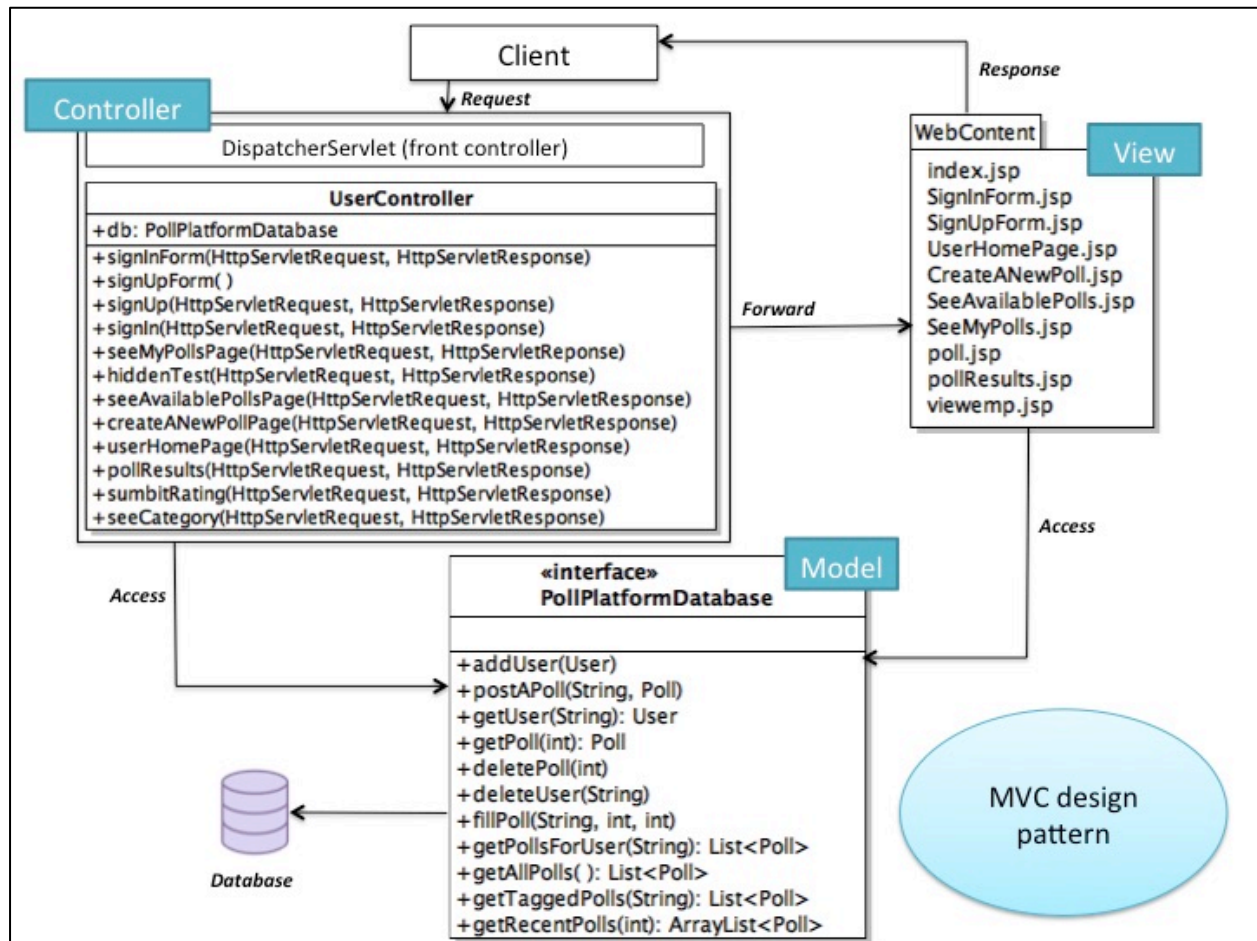 Client
Response
Request
Controller
DispatcherServlet (front controller)
UserController
+db: PollPlatformDatabase
+signInForm(HttpServletRequest, HttpServletResponse)
+signUpForm( )
+signUp(HttpServletRequest, HttpServletResponse)
+signIn(HttpServletRequest, HttpServletResponse)
+seeMyPollsPage(HttpServletRequest, HttpServletReponse)
+hiddenTest(HttpServletRequest, HttpServletResponse)
+seeAvailablePollsPage(HttpServletRequest, HttpServletResponse)
+createANewPollPage(HttpServletRequest, HttpServletResponse)
+userHomePage(HttpServletRequest, HttpServletResponse)
+pollResults(HttpServletRequest, HttpServletResponse)
+sumbitRating(HttpServletRequest, HttpServletResponse)
+seeCategory(HttpServletRequest, HttpServletResponse)
Forward
WebContent
View
index.jsp
SignInForm.jsp
SignUpForm.jsp
UserHomePage.jsp
CreateANewPoll.jsp
SeeAvailablePolls.jsp
SeeMyPolls.jsp
poll.jsp
pollResults.jsp
viewemp.jsp
Access
Access
«interface»
PollPlatformDatabase
Model
+addUser(User)
+postAPoll(String, Poll)
+getUser(String): User
+getPoll(int): Poll
+deletePoll(int)
+deleteUser(String)
+fillPoll(String, int, int)
+getPollsForUser(String): List<Poll>
+getAllPolls( ): List<Poll>
+getTaggedPolls(String): List<Poll>
+getRecentPolls(int): ArrayList<Poll>
Database
MVC design
pattern